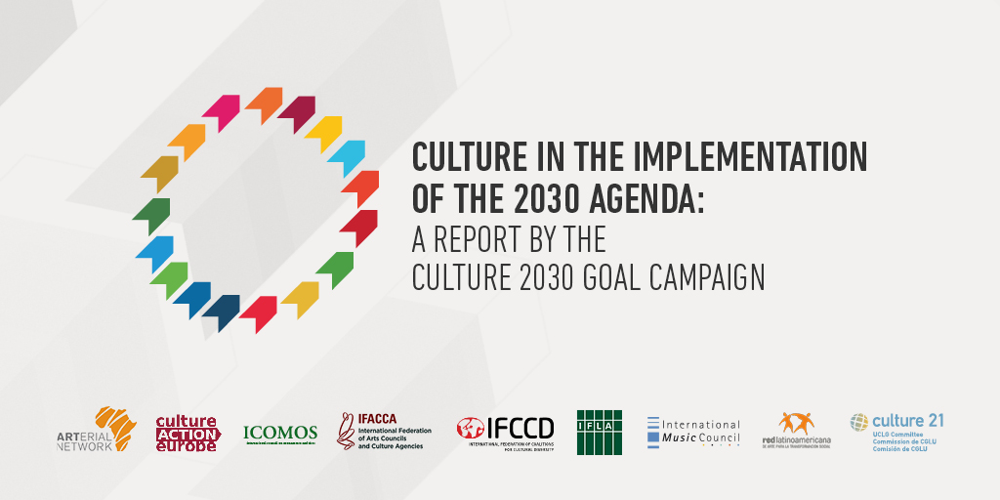 CULTURE IN THE IMPLEMENTATION
OF THE 2030 AGENDA:
A REPORT BY THE
CULTURE 2030 GOAL CAMPAIGN
ARTERIAL
NETWORK
culture
ACTION
europe
ICOMOS
IFACCA
International Federation
of Arts Councils
and Culture Agencies
IFCCD
INTERNATIONAL FEDERATION OF COALITIONS
FOR CULTURAL DIVERSITY
IFLA
International
Music Council
redlatinoamericana
DE ARTE PARA LA TRANSFORMACIÓN SOCIAL
culture 21
UCLG Committee
Commission de CGLU
Comisión de CGLU